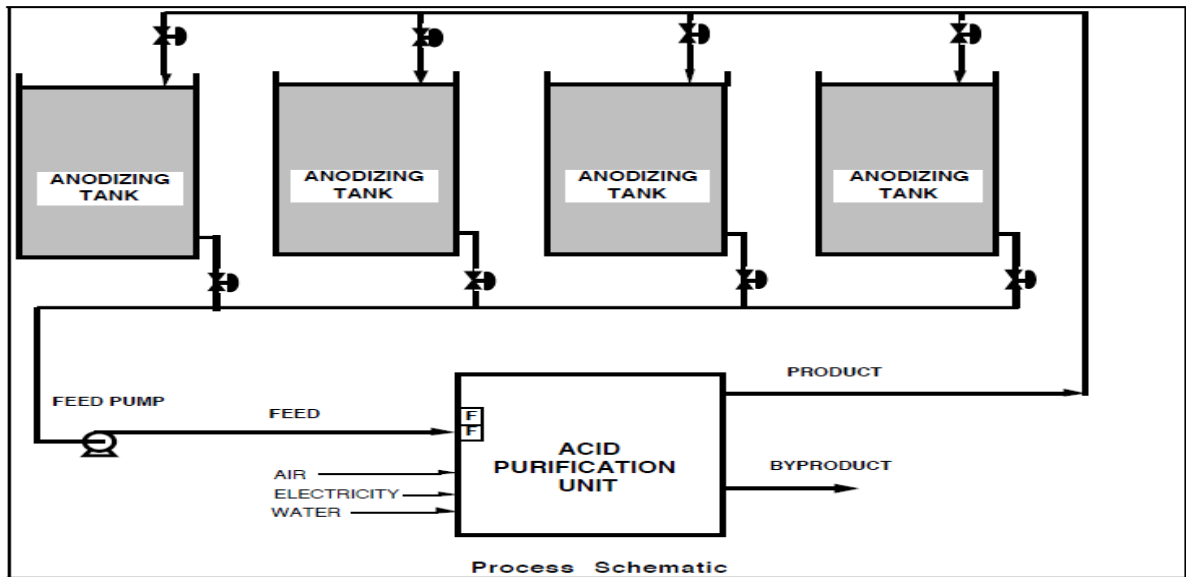 ANODIZING
TANK
ANODIZING
TANK
ANODIZING
TANK
ANODIZING
TANK
PRODUCT
FEED PUMP
FEED
F
F
ACID
PURIFICATION
UNIT
BYPRODUCT
AIR
ELECTRICITY
WATER
Process Schematic